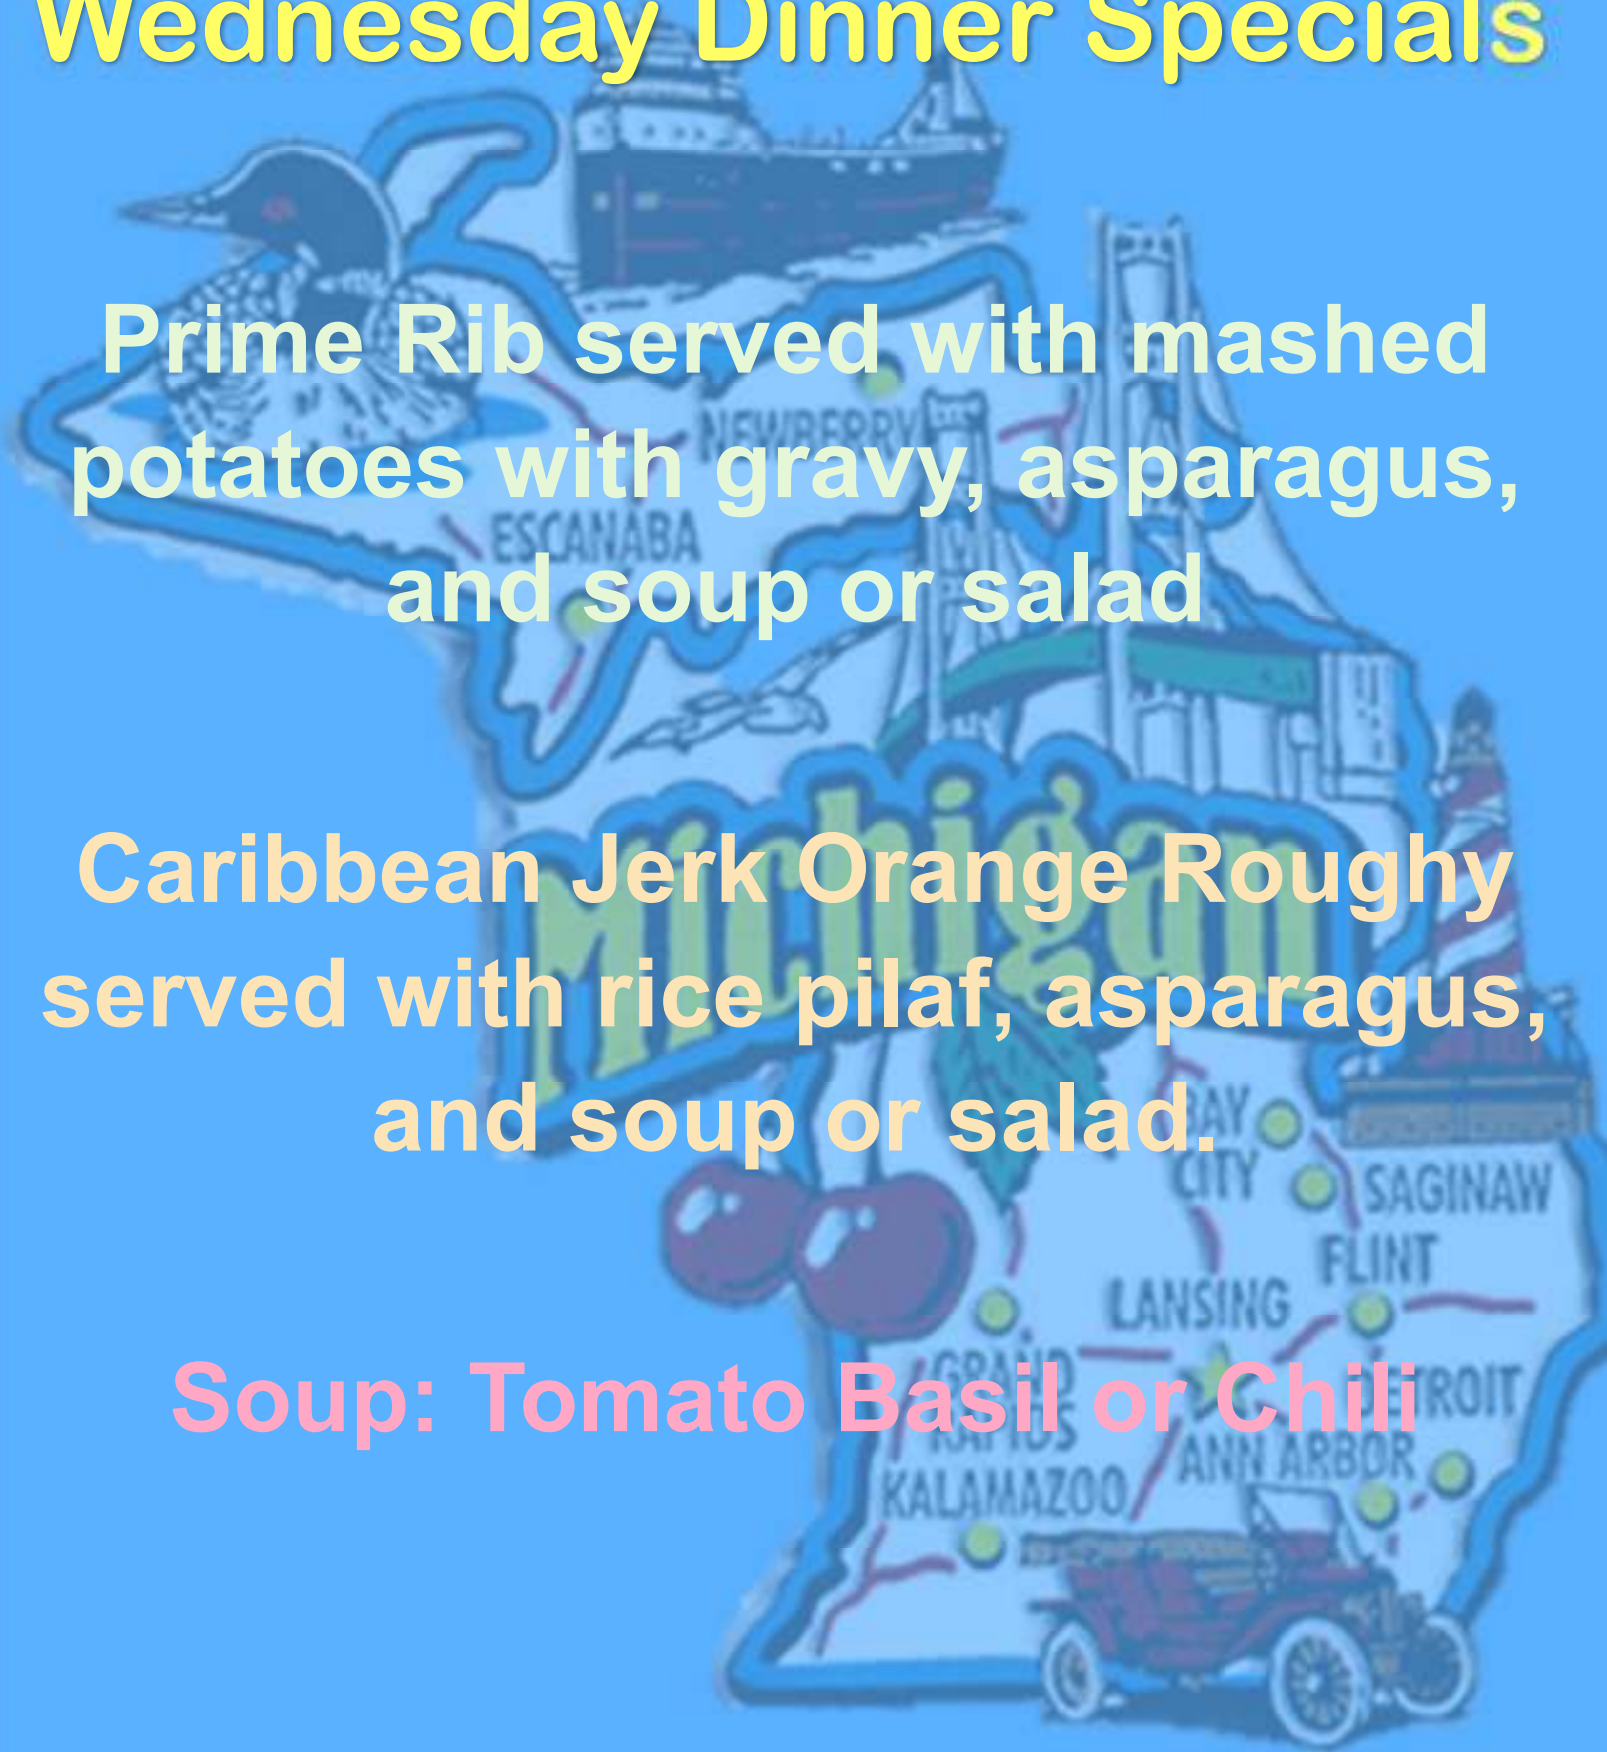 Wednesday Dinner Specials
Prime Rib served with mashed
potatoes with gravy, asparagus,
and soup or salad
Caribbean Jerk Orange Roughy
served with rice pilaf, asparagus,
and soup or salad.
Soup: Tomato Basil or Chili
NEWBERRY
ESCANABA
Michigan
BAY
CITY
SAGINAW
FLINT
LANSING
GRAND
RAPIDS
DETROIT
ANN ARBOR
KALAMAZOO